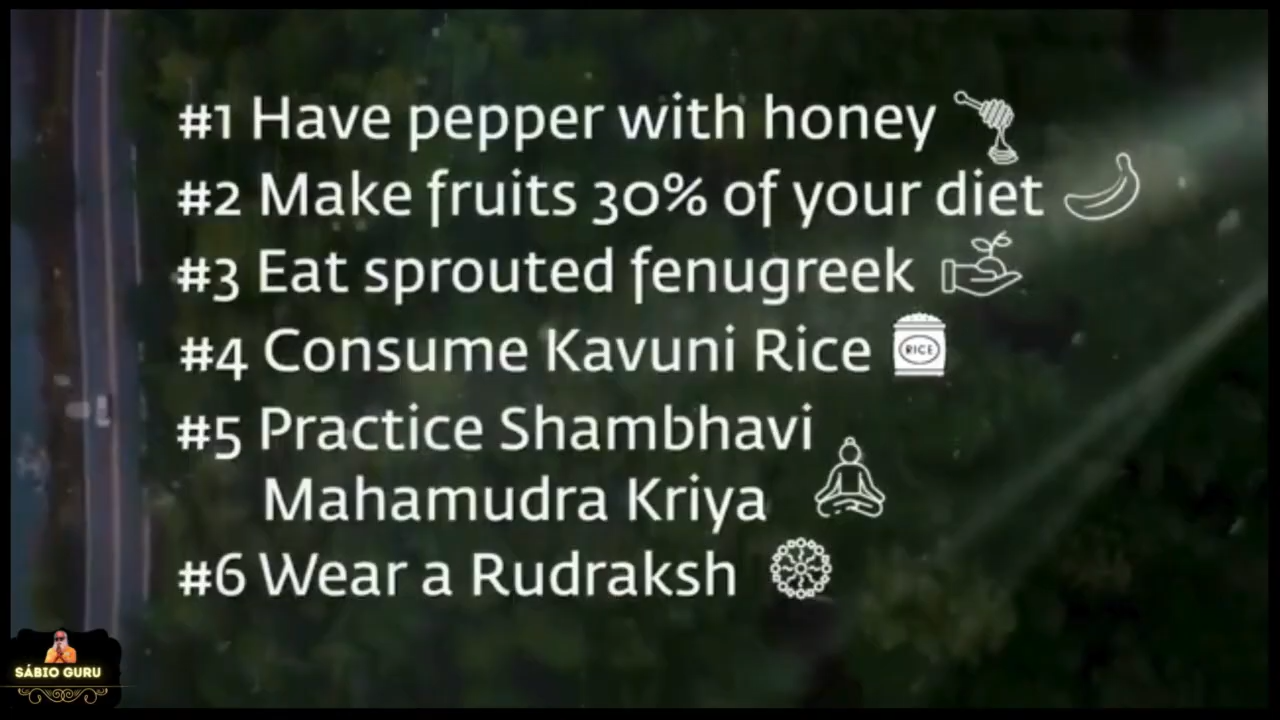 #1 Have pepper with honey
#2 Make fruits 30% of your diet
#3 Eat sprouted fenugreek
#4 Consume Kavuni Rice
RICE
#5 Practice Shambhavi
Mahamudra Kriya
#6 Wear a Rudraksh
SÁBIO GURU